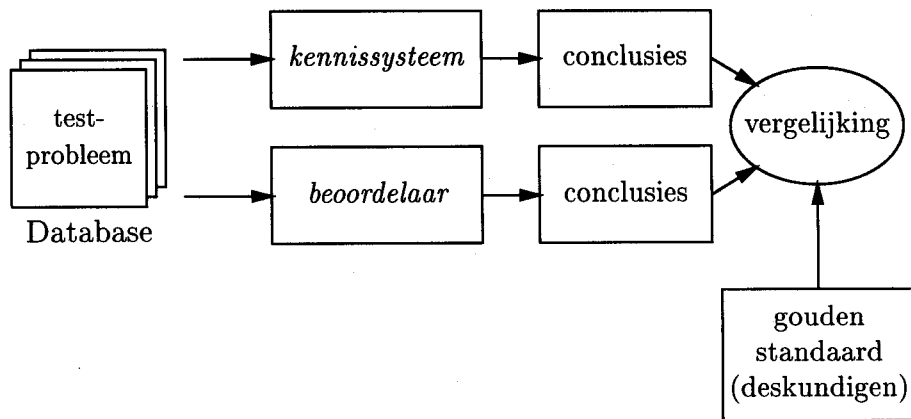 test-
probleem
Database
kennissysteem
conclusies
beoordelaar
conclusies
vergelijking
gouden
standaard
(deskundigen)